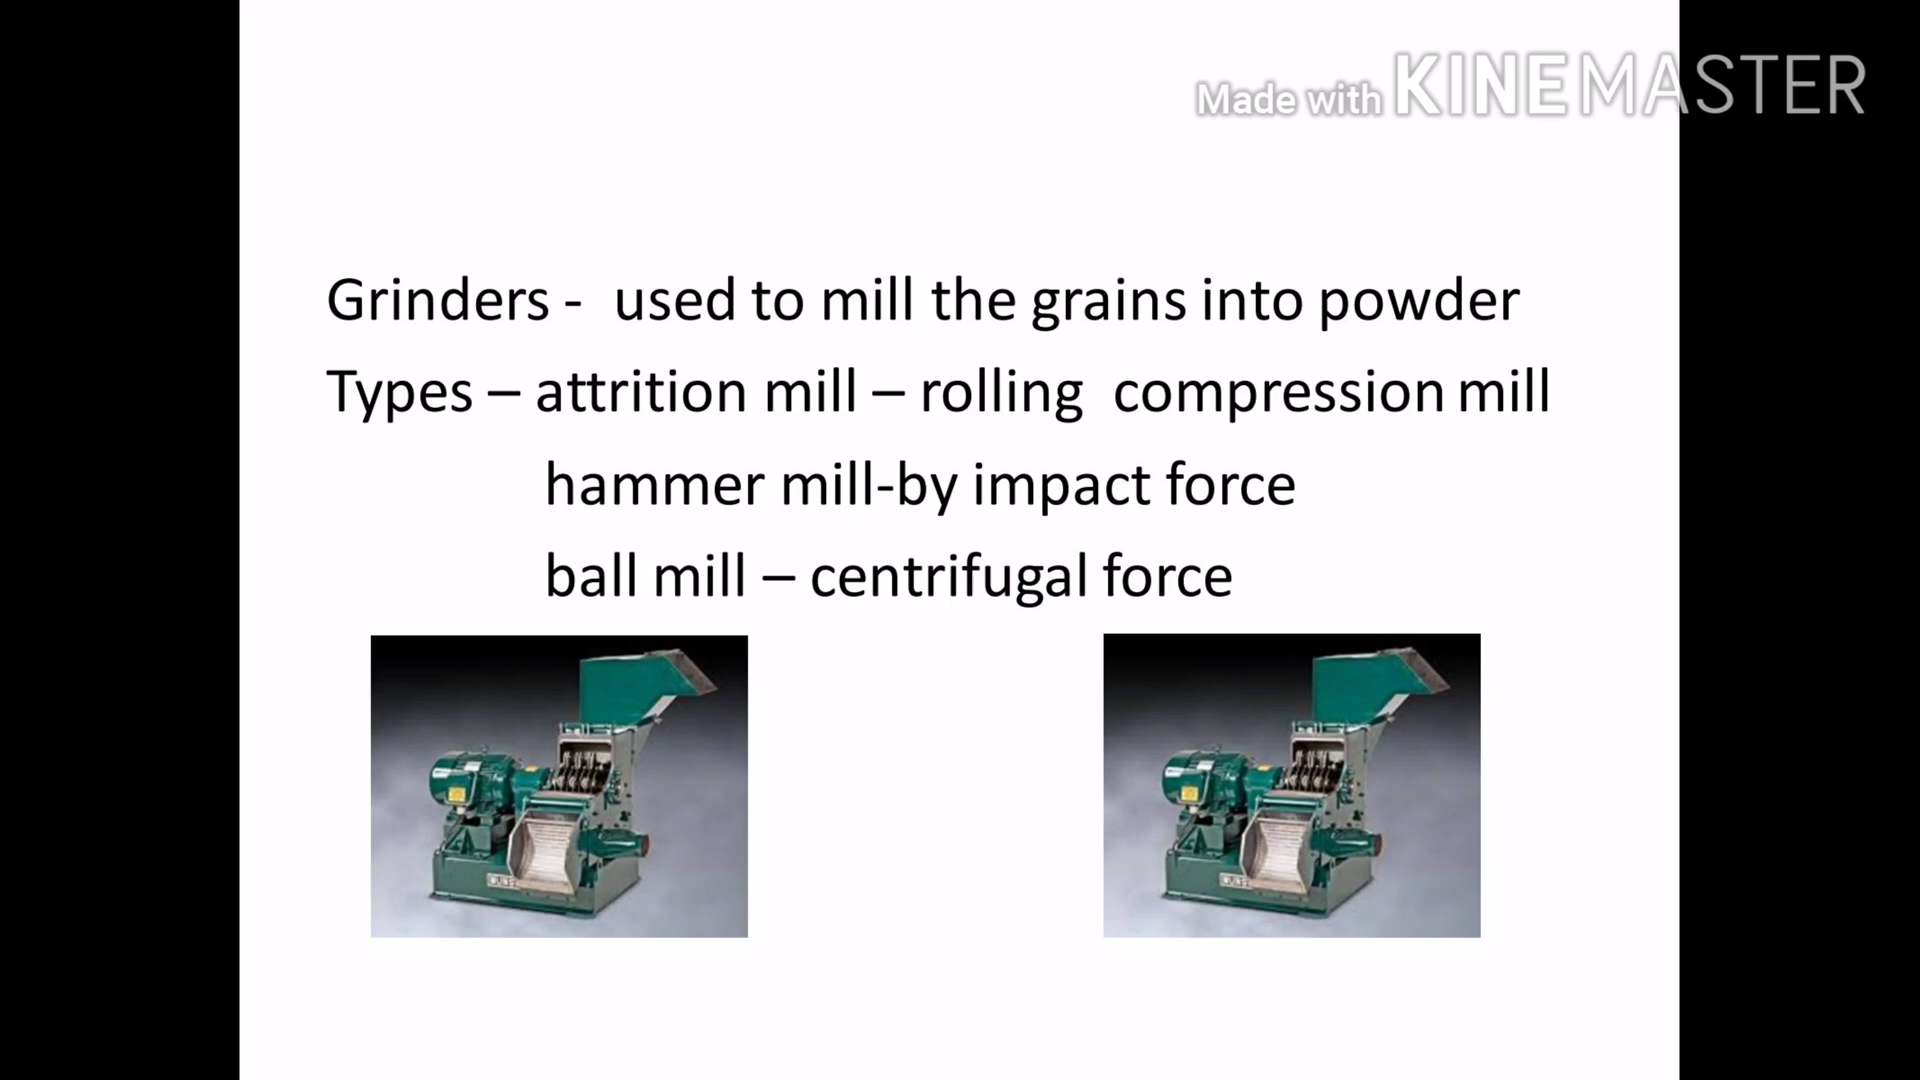 Made with KINEMASTER
Grinders - used to mill the grains into powder
Types – attrition mill – rolling compression mill
hammer mill-by impact force
ball mill – centrifugal force